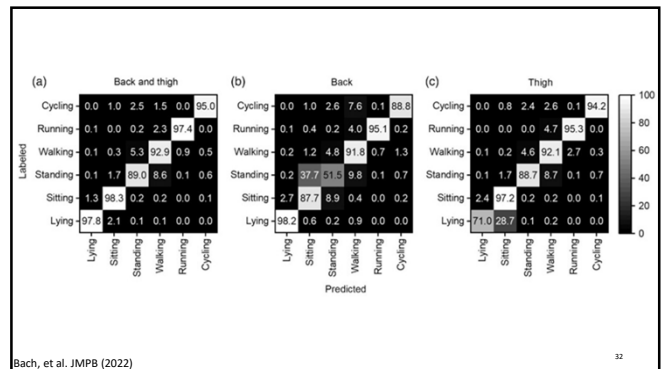 (a) Back and thigh (b) Back (c) Thigh
Labeled
Cycling 0.0 1.0 2.5 1.5 0.0 95.0 0.0 1.0 2.6 7.6 0.1 88.8 0.0 0.8 2.4 2.6 0.1 94.2 100
Running 0.1 0.0 0.2 2.3 97.4 0.0 0.1 0.4 0.2 4.0 95.1 0.2 0.0 0.0 0.0 4.7 95.3 0.0 80
Walking 0.1 0.3 5.3 92.9 0.9 0.5 0.2 1.2 4.8 91.8 0.7 1.3 0.1 0.2 4.6 92.1 2.7 0.3 60
Standing 0.1 1.7 89.0 8.6 0.1 0.6 0.2 37.7 51.5 9.8 0.1 0.7 0.1 1.7 88.7 8.7 0.1 0.7 40
Sitting 1.3 98.3 0.2 0.2 0.0 0.1 2.7 87.7 8.9 0.4 0.0 0.2 2.4 97.2 0.2 0.2 0.0 0.1 20
Lying 97.8 2.1 0.1 0.1 0.0 0.0 98.2 0.6 0.2 0.9 0.0 0.0 71.0 28.7 0.1 0.2 0.0 0.0 0
Lying Sitting Standing Walking Running Cycling Lying Sitting Standing Walking Running Cycling Lying Sitting Standing Walking Running Cycling
Predicted
Bach, et al. JMPB (2022)
32